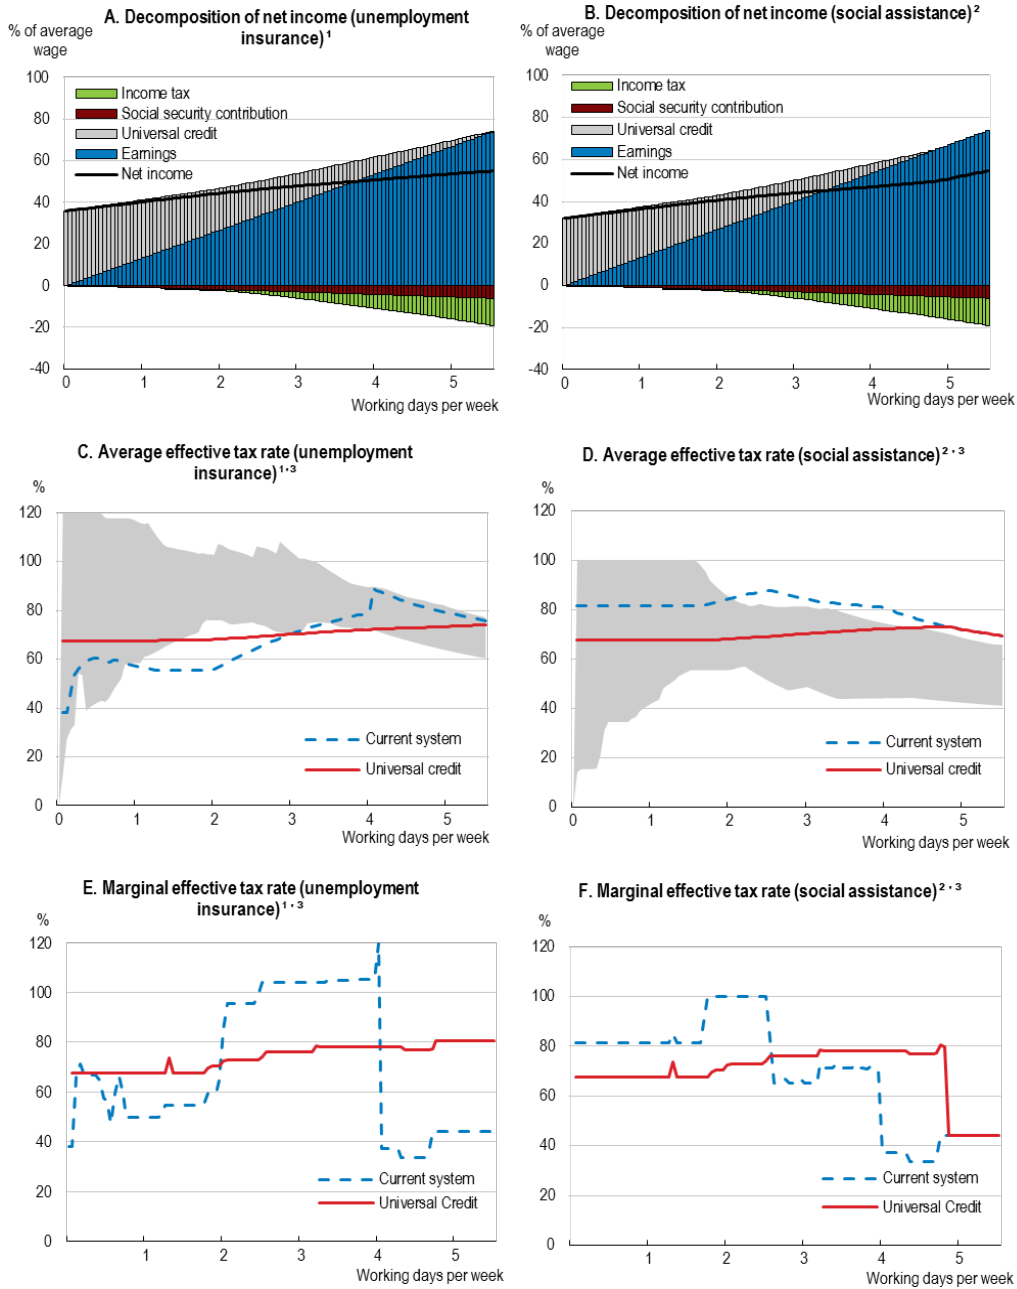 A. Decomposition of net income (unemployment
insurance) ¹
% of average
wage
100
80
60
40
20
0
-20
-40
Income tax
Social security contribution
Universal credit
Earnings
Net income
0 1 2 3 4 5
Working days per week
B. Decomposition of net income (social assistance) ²
% of average
wage
100
80
60
40
20
0
-20
-40
Income tax
Social security contribution
Universal credit
Earnings
Net income
0 1 2 3 4 5
Working days per week
C. Average effective tax rate (unemployment
insurance) ¹˒³
%
120
100
80
60
40
20
0
Current system
Universal credit
0 1 2 3 4 5
Working days per week
D. Average effective tax rate (social assistance) ²˒³
%
120
100
80
60
40
20
0
Current system
Universal credit
0 1 2 3 4 5
Working days per week
E. Marginal effective tax rate (unemployment
insurance) ¹˒³
%
120
100
80
60
40
20
0
Current system
Universal Credit
1 2 3 4 5
Working days per week
F. Marginal effective tax rate (social assistance) ²˒³
%
120
100
80
60
40
20
0
Current system
Universal Credit
1 2 3 4 5
Working days per week